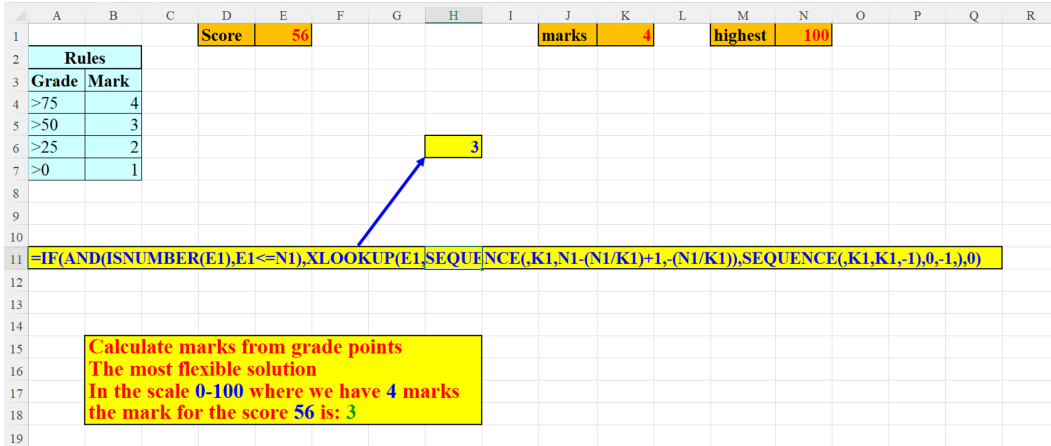 A B C D E F G H I J K L M N O P Q R
1 Score 56 marks 4 highest 100
2 Rules
3 Grade Mark
4 >75 4
5 >50 3
6 >25 2 3
7 >0 1
8
9
10
11 =IF(AND(ISNUMBER(E1),E1<=N1),XLOOKUP(E1,SEQUENCE(,K1,N1-(N1/K1)+1,-(N1/K1)),SEQUENCE(,K1,K1,-1),0,-1,),0)
12
13
14
15 Calculate marks from grade points
16 The most flexible solution
17 In the scale 0-100 where we have 4 marks
18 the mark for the score 56 is: 3
19